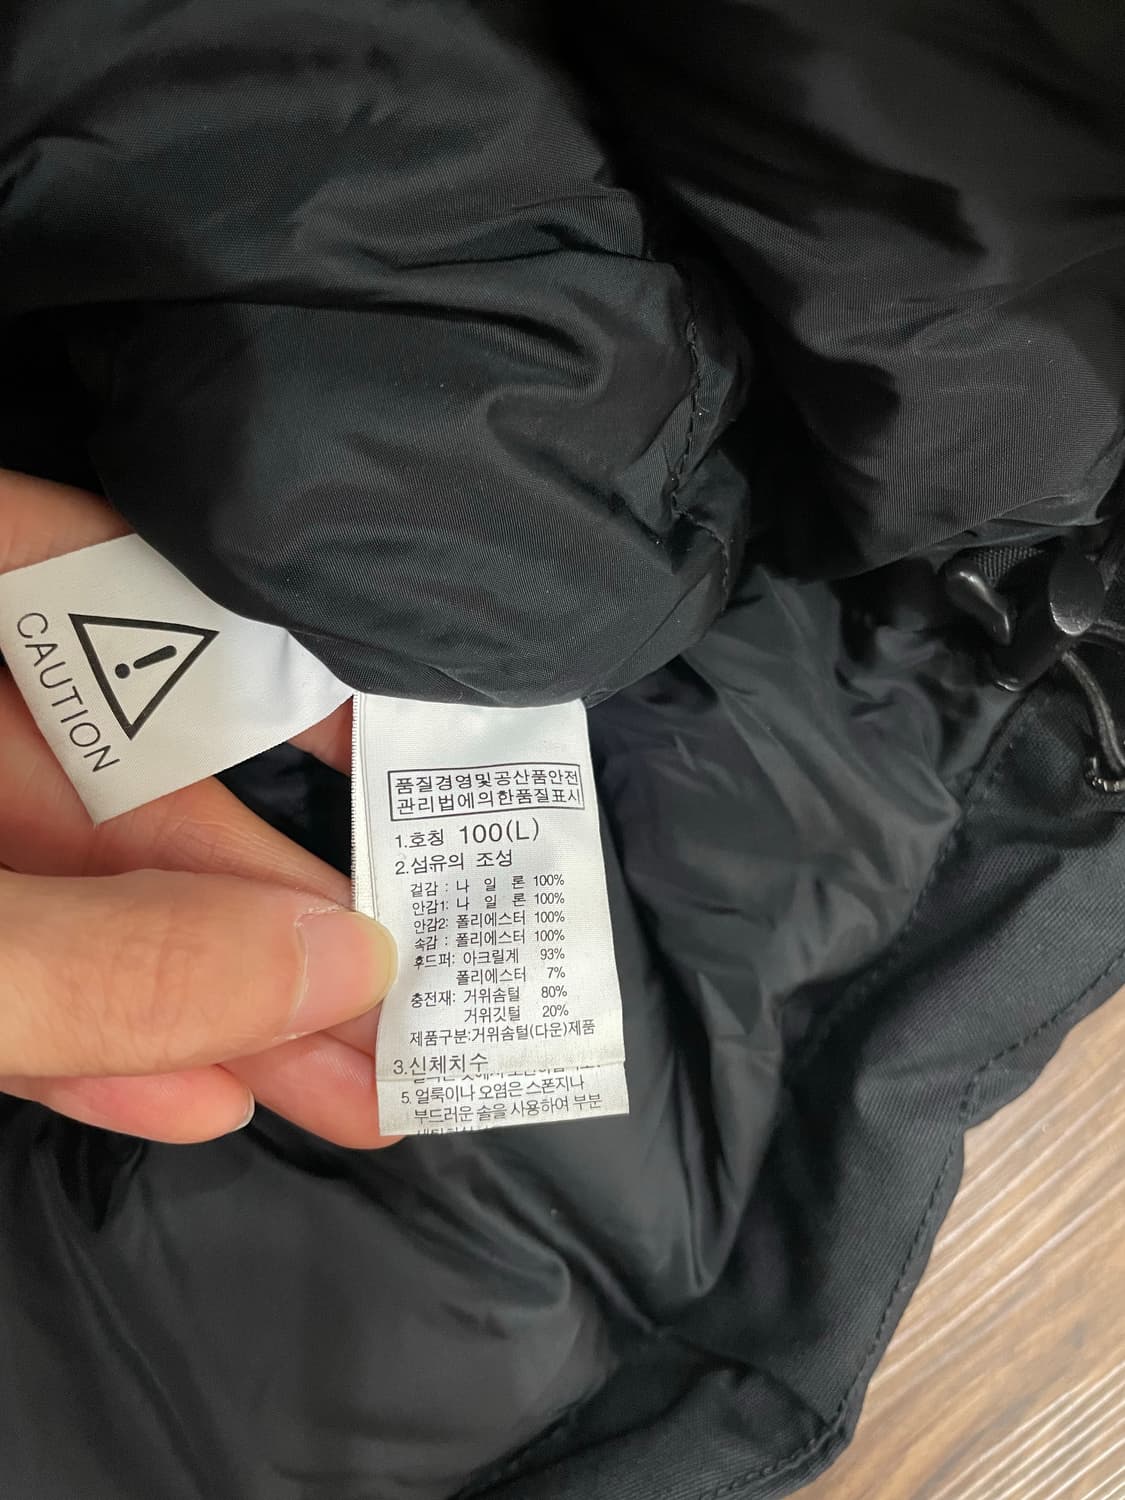 CAUTION
품질경영및공산품안전
관리법에의한품질표시
1.호칭 100(L)
2.섬유의 조성
겉감 : 나 일 론 100%
안감1: 나 일 론 100%
안감2: 폴리에스터 100%
속감 : 폴리에스터 100%
후드퍼: 아크릴계 93%
폴리에스터 7%
충전재: 거위솜털 80%
거위깃털 20%
제품구분:거위솜털(다운)제품
3.신체치수
5. 얼룩이나 오염은 스폰지나
부드러운 솔을 사용하여 부분